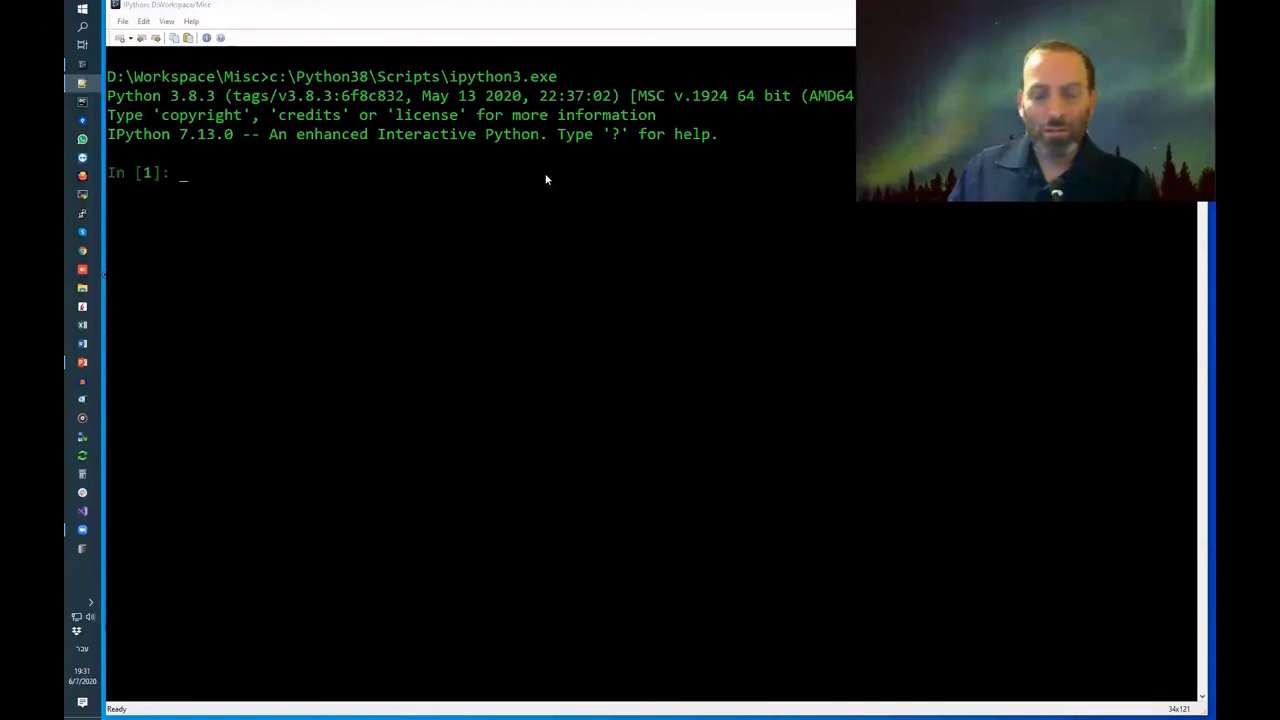 IPython: D:Workspace/Misc
File Edit View Help
D:\Workspace\Misc>c:\Python38\Scripts\ipython3.exe
Python 3.8.3 (tags/v3.8.3:6f8c832, May 13 2020, 22:37:02) [MSC v.1924 64 bit (AMD64
Type 'copyright', 'credits' or 'license' for more information
IPython 7.13.0 -- An enhanced Interactive Python. Type '?' for help.
In [1]: _
עבר
19:31
6/7/2020
Ready
34x121